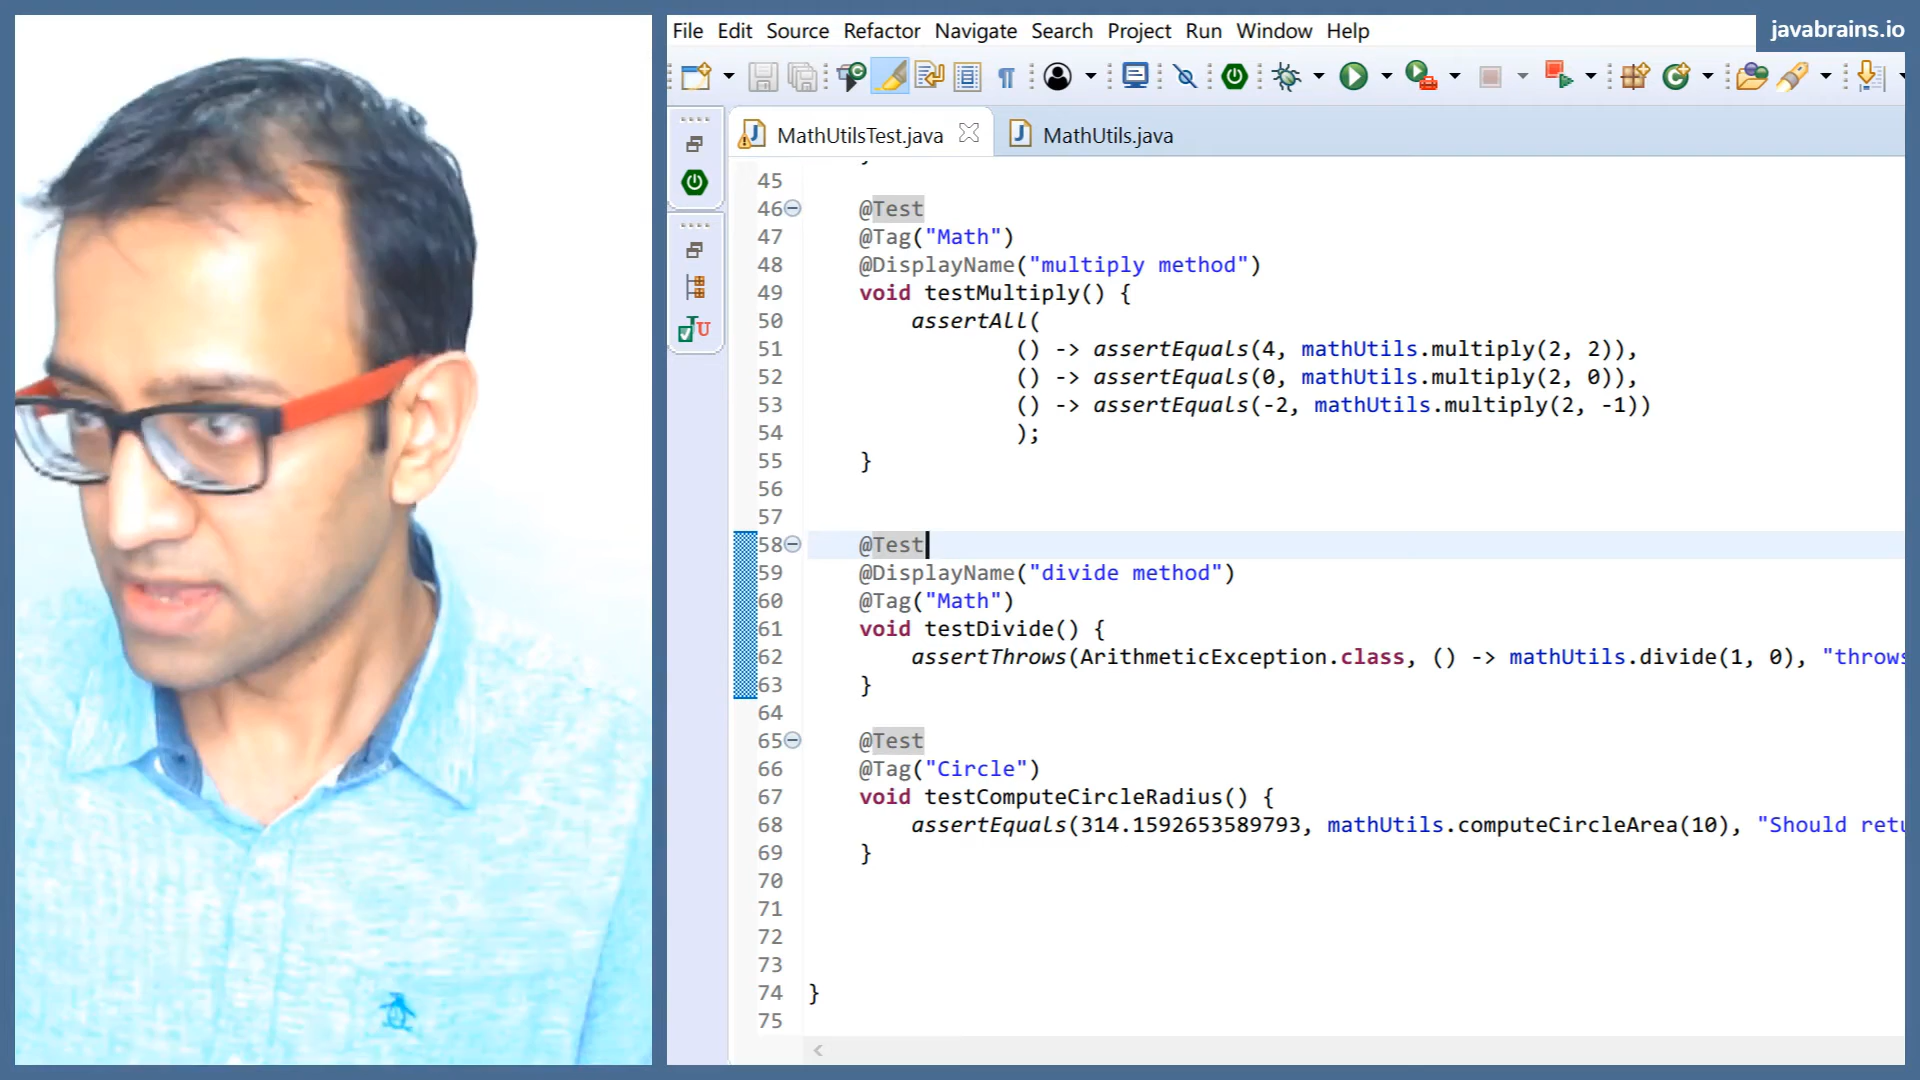 javabrains.io
File Edit Source Refactor Navigate Search Project Run Window Help
MathUtilsTest.java MathUtils.java
45
46 @Test
47 @Tag("Math")
48 @DisplayName("multiply method")
49 void testMultiply() {
50 assertAll(
51 () -> assertEquals(4, mathUtils.multiply(2, 2)),
52 () -> assertEquals(0, mathUtils.multiply(2, 0)),
53 () -> assertEquals(-2, mathUtils.multiply(2, -1))
54 );
55 }
56
57
58 @Test
59 @DisplayName("divide method")
60 @Tag("Math")
61 void testDivide() {
62 assertThrows(ArithmeticException.class, () -> mathUtils.divide(1, 0), "throws
63 }
64
65 @Test
66 @Tag("Circle")
67 void testComputeCircleRadius() {
68 assertEquals(314.1592653589793, mathUtils.computeCircleArea(10), "Should retu
69 }
70
71
72
73
74 }
75